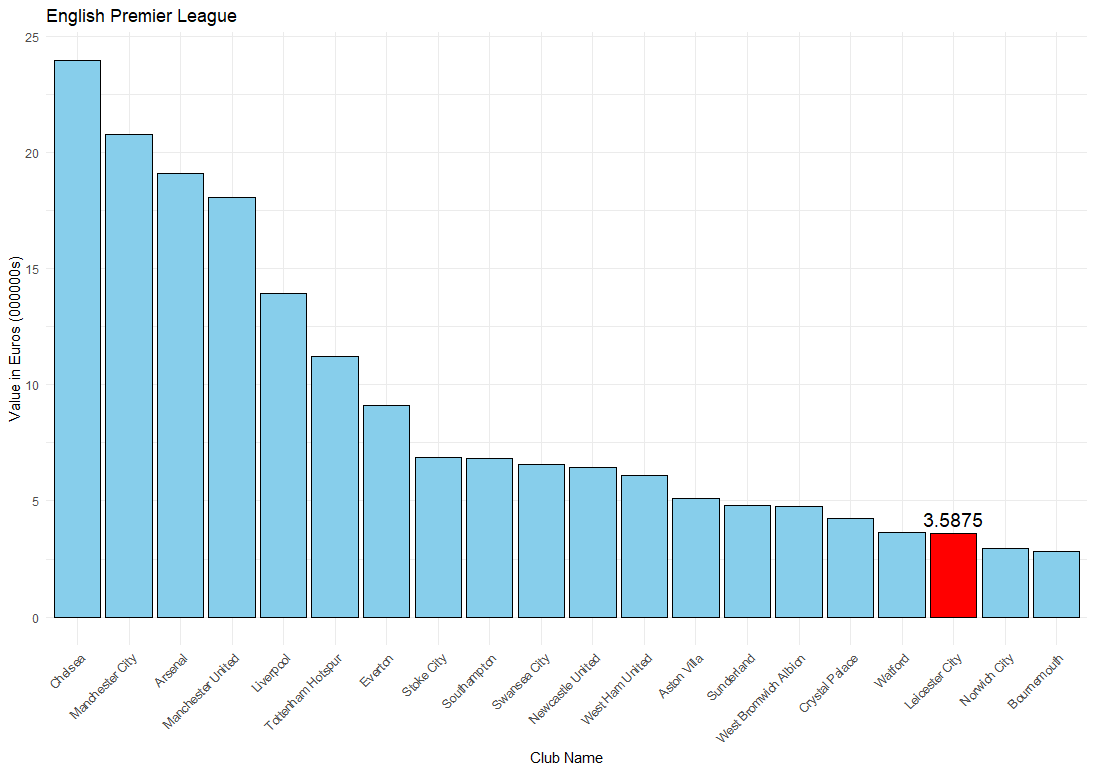 English Premier League
Value in Euros (000000s)
25
20
15
10
5
0
3.5875
Chelsea
Manchester City
Arsenal
Manchester United
Liverpool
Tottenham Hotspur
Everton
Stoke City
Southampton
Swansea City
Newcastle United
West Ham United
Aston Villa
Sunderland
West Bromwich Albion
Crystal Palace
Watford
Leicester City
Norwich City
Bournemouth
Club Name